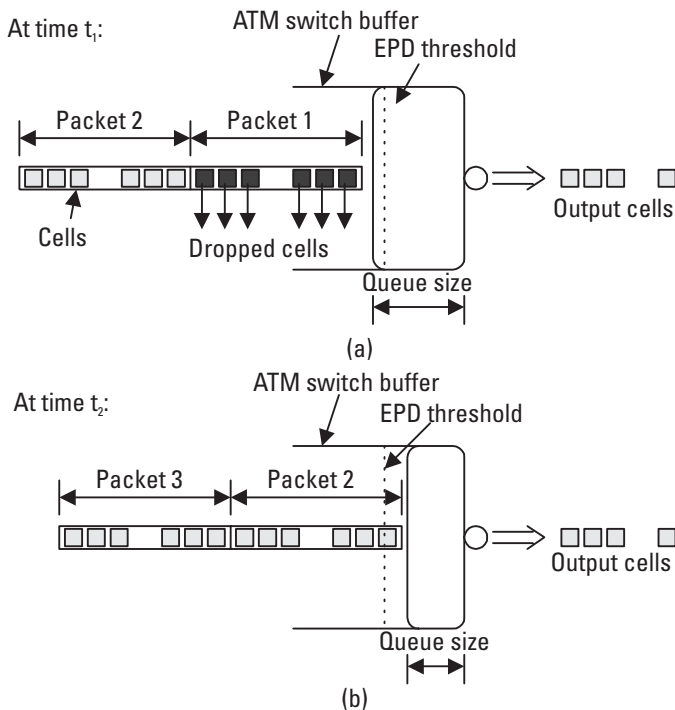 At time t₁:
ATM switch buffer
EPD threshold
Packet 2
Packet 1
Cells
Dropped cells
Output cells
Queue size
(a)
At time t₂:
ATM switch buffer
EPD threshold
Packet 3
Packet 2
Output cells
Queue size
(b)